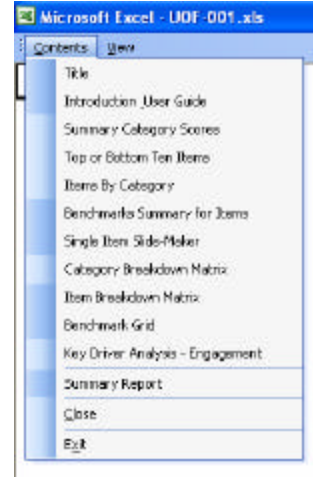 Microsoft Excel - UOF-001.xls
Contents View
Title
Introduction_User Guide
Summary Category Scores
Top or Bottom Ten Items
Items By Category
Benchmarks Summary for Items
Single Item Slide-Maker
Category Breakdown Matrix
Item Breakdown Matrix
Benchmark Grid
Key Driver Analysis - Engagement
Summary Report
Close
Exit